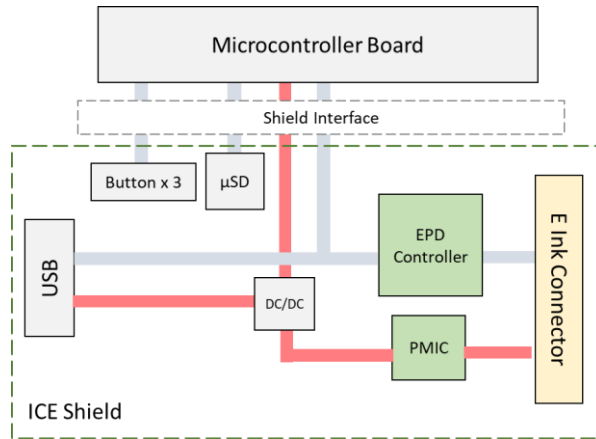 Microcontroller Board
Shield Interface
Button x 3
µSD
USB
EPD
Controller
E Ink Connector
DC/DC
PMIC
ICE Shield